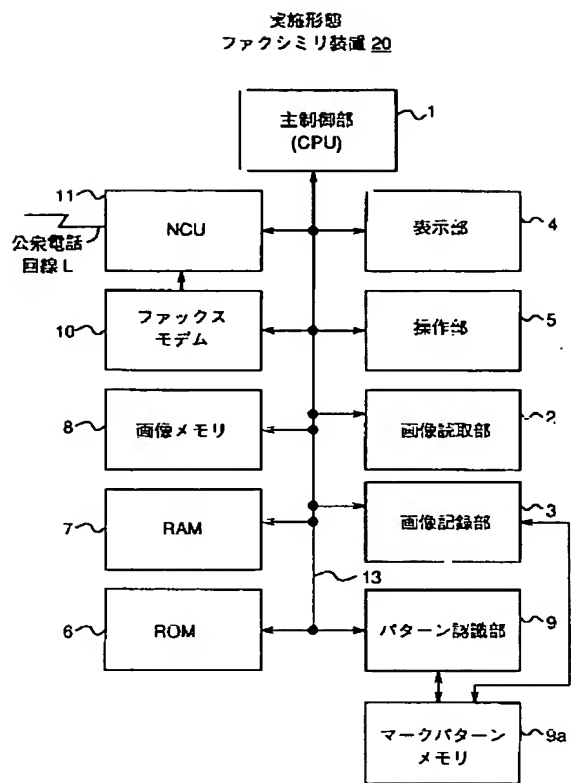 実施形態
ファクシミリ装置 20
主制御部
(CPU)
1
11
NCU
公衆電話
回線 L
表示部
4
ファックス
モデム
10
操作部
5
画像メモリ
8
画像読取部
2
RAM
7
画像記録部
3
13
ROM
6
パターン認識部
9
マークパターン
メモリ
9a